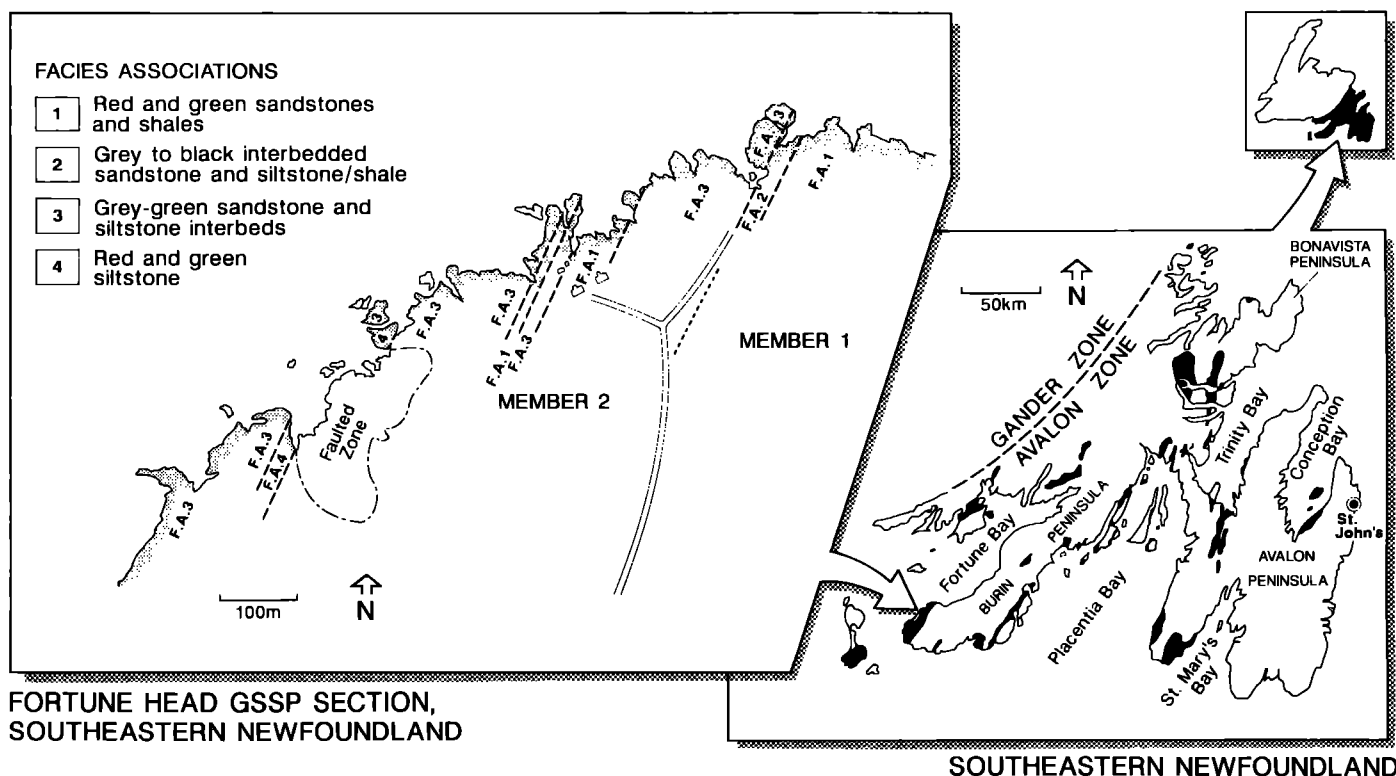 FACIES ASSOCIATIONS
1 Red and green sandstones
and shales
2 Grey to black interbedded
sandstone and siltstone/shale
3 Grey-green sandstone and
siltstone interbeds
4 Red and green
siltstone
3
F.A.
F.A.1
F.A.3
F.A.2
F.A.1
F.A.3
F.A.1
F.A.3
F.A.3
3
4
MEMBER 1
MEMBER 2
Faulted
Zone
F.A.3
F.A.4
F.A.3
100m
N
FORTUNE HEAD GSSP SECTION,
SOUTHEASTERN NEWFOUNDLAND
BONAVISTA
PENINSULA
50km
N
GANDER ZONE
AVALON ZONE
Trinity Bay
Conception
Bay
St.
John's
AVALON
PENINSULA
Fortune Bay
BURIN PENINSULA
Placentia Bay
St. Mary's
Bay
SOUTHEASTERN NEWFOUNDLAND